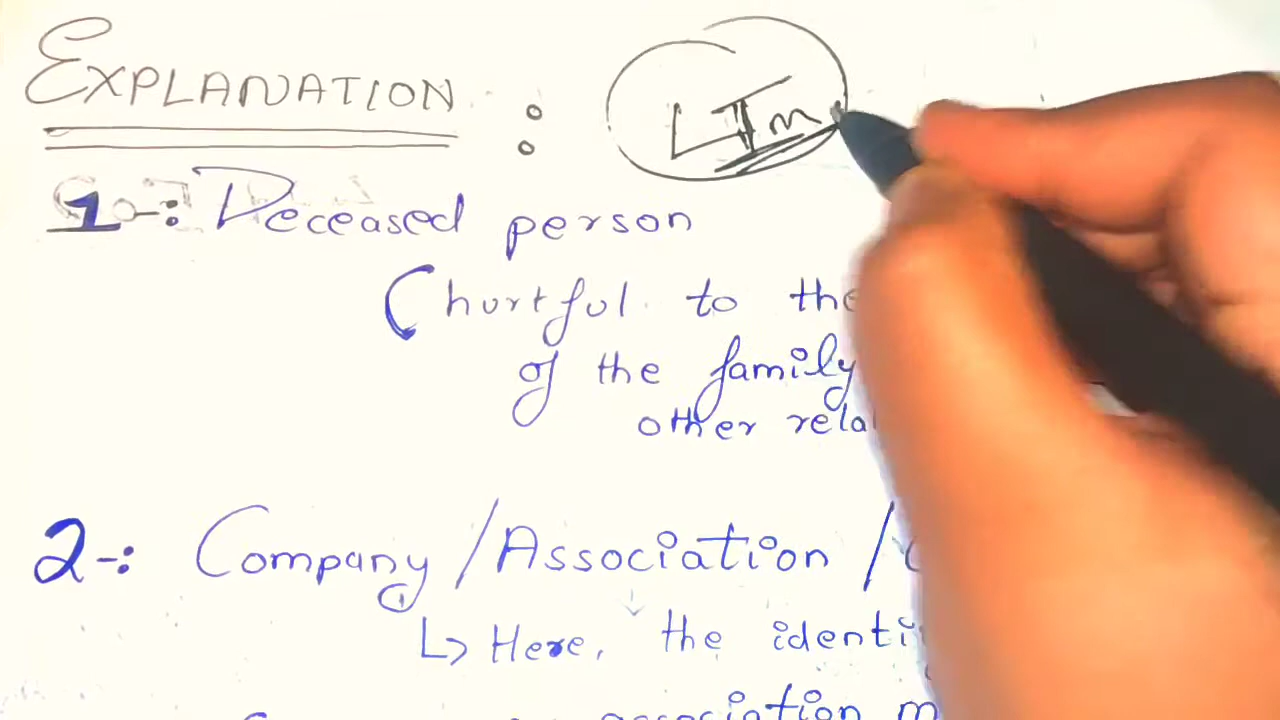 EXPLANATION :
LIm
1-: Deceased person
(hurtful to the
of the family
other rela
2-: Company/Association/
↳ Here, the identi
association m